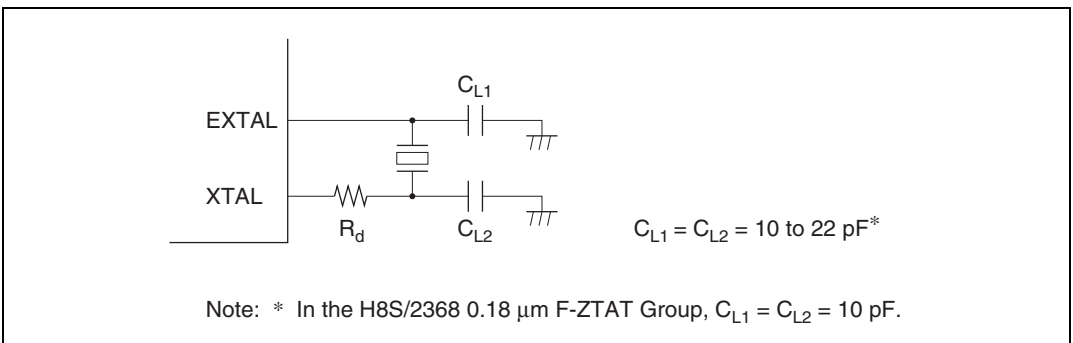 C_L1
EXTAL
XTAL
R_d
C_L2
C_L1 = C_L2 = 10 to 22 pF*
Note: * In the H8S/2368 0.18 μm F-ZTAT Group, C_L1 = C_L2 = 10 pF.